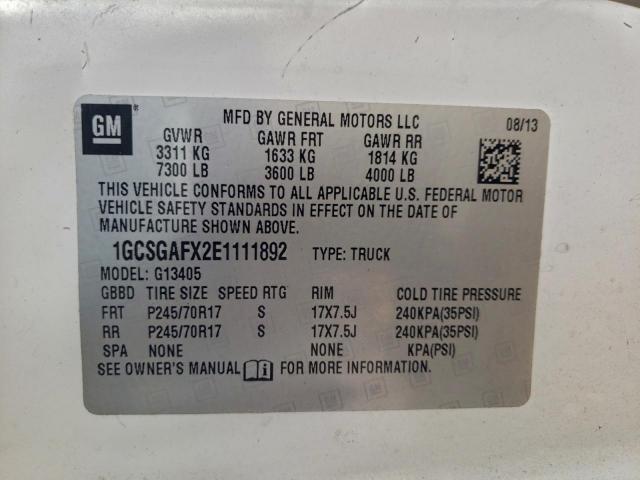 GM
MFD BY GENERAL MOTORS LLC
08/13
GVWR GAWR FRT GAWR RR
3311 KG 1633 KG 1814 KG
7300 LB 3600 LB 4000 LB
THIS VEHICLE CONFORMS TO ALL APPLICABLE U.S. FEDERAL MOTOR
VEHICLE SAFETY STANDARDS IN EFFECT ON THE DATE OF
MANUFACTURE SHOWN ABOVE.
1GCSGAFX2E1111892 TYPE: TRUCK
MODEL: G13405
GBBD TIRE SIZE SPEED RTG RIM COLD TIRE PRESSURE
FRT P245/70R17 S 17X7.5J 240KPA(35PSI)
RR P245/70R17 S 17X7.5J 240KPA(35PSI)
SPA NONE NONE KPA(PSI)
SEE OWNER'S MANUAL i FOR MORE INFORMATION.